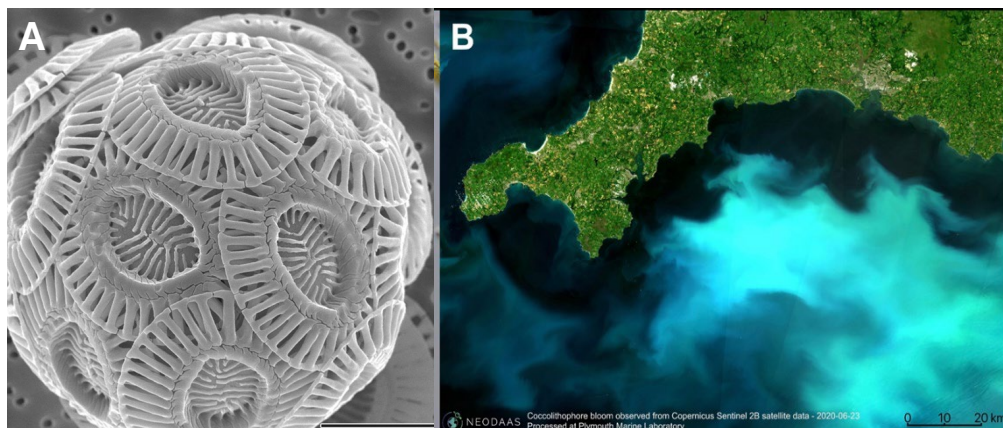 A
B
NEODAAS
Coccolithophore bloom observed from Copernicus Sentinel 2B satellite data - 2020-06-23
Processed at Plymouth Marine Laboratory
0 10 20 km